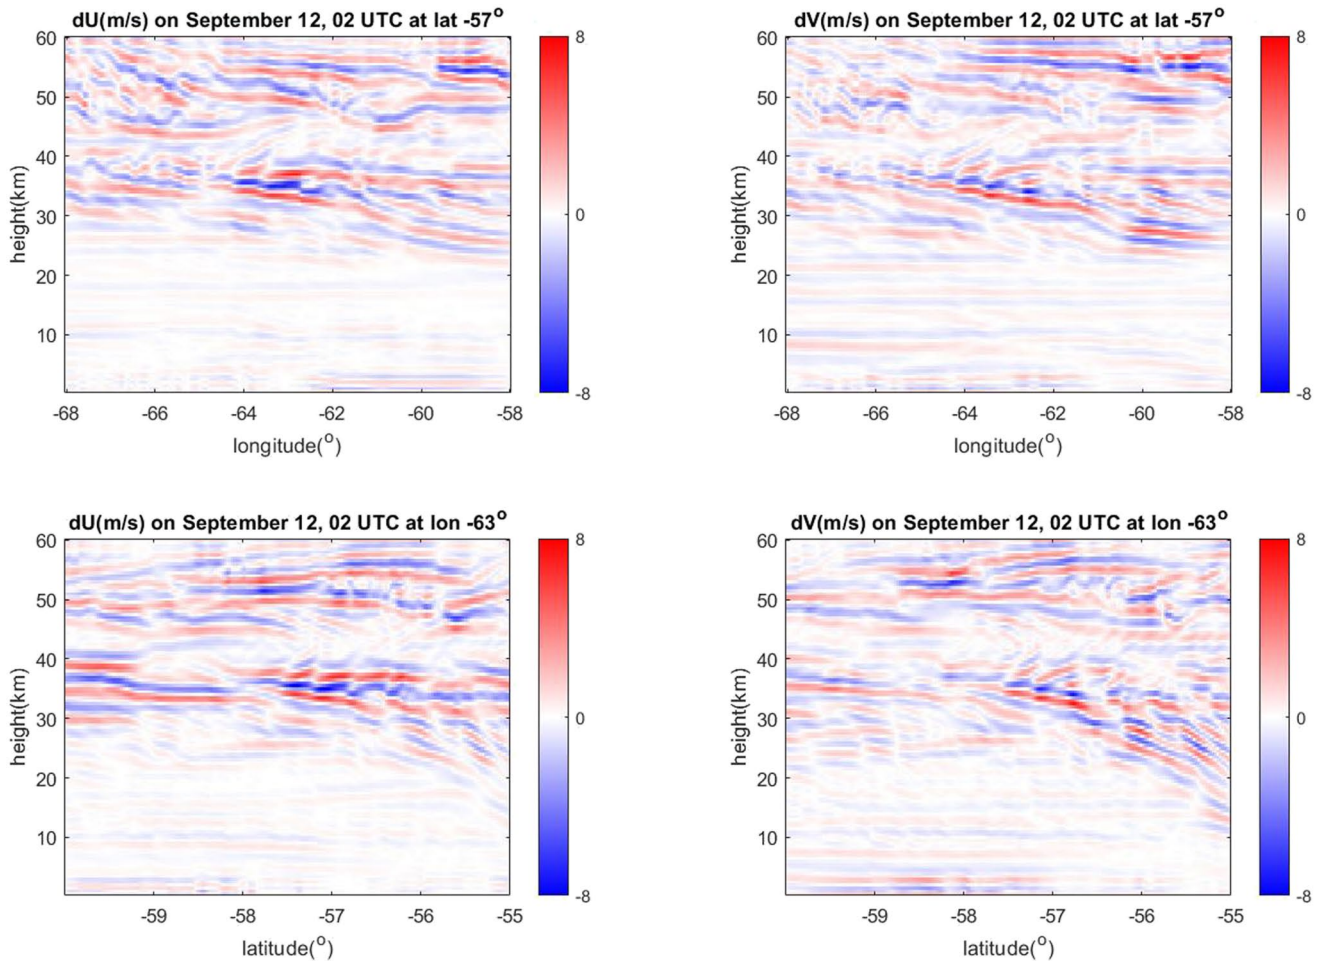 dU(m/s) on September 12, 02 UTC at lat -57°
height(km)
60
50
40
30
20
10
-68 -66 -64 -62 -60 -58
longitude(°)
8
0
-8
dV(m/s) on September 12, 02 UTC at lat -57°
height(km)
60
50
40
30
20
10
-68 -66 -64 -62 -60 -58
longitude(°)
8
0
-8
dU(m/s) on September 12, 02 UTC at lon -63°
height(km)
60
50
40
30
20
10
-59 -58 -57 -56 -55
latitude(°)
8
0
-8
dV(m/s) on September 12, 02 UTC at lon -63°
height(km)
60
50
40
30
20
10
-59 -58 -57 -56 -55
latitude(°)
8
0
-8